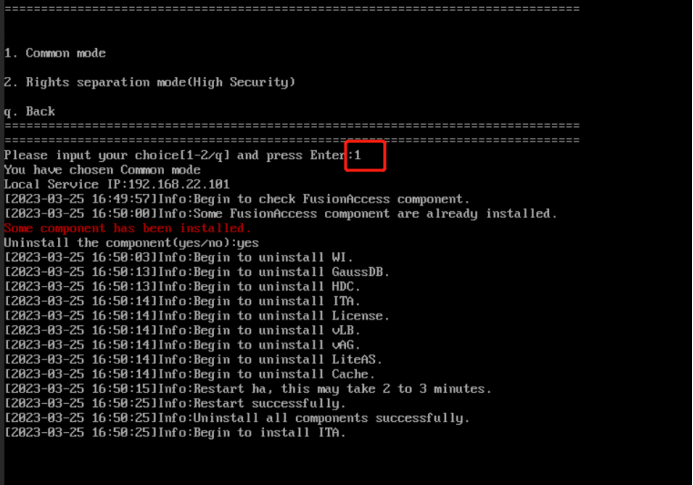 ===============================================================================
1. Common mode
2. Rights separation mode(High Security)
q. Back
===============================================================================
===============================================================================
Please input your choice[1-2/q] and press Enter:1
You have chosen Common mode
Local Service IP:192.168.22.101
[2023-03-25 16:49:57]Info:Begin to check FusionAccess component.
[2023-03-25 16:50:00]Info:Some FusionAccess component are already installed.
Some component has been installed.
Uninstall the component(yes/no):yes
[2023-03-25 16:50:03]Info:Begin to uninstall WI.
[2023-03-25 16:50:13]Info:Begin to uninstall GaussDB.
[2023-03-25 16:50:13]Info:Begin to uninstall HDC.
[2023-03-25 16:50:14]Info:Begin to uninstall ITA.
[2023-03-25 16:50:14]Info:Begin to uninstall License.
[2023-03-25 16:50:14]Info:Begin to uninstall vLB.
[2023-03-25 16:50:14]Info:Begin to uninstall vAG.
[2023-03-25 16:50:14]Info:Begin to uninstall LiteAS.
[2023-03-25 16:50:14]Info:Begin to uninstall Cache.
[2023-03-25 16:50:15]Info:Restart ha, this may take 2 to 3 minutes.
[2023-03-25 16:50:25]Info:Restart successfully.
[2023-03-25 16:50:25]Info:Uninstall all components successfully.
[2023-03-25 16:50:25]Info:Begin to install ITA.